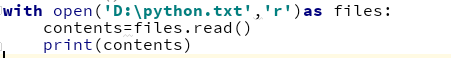 with open('D:\python.txt','r')as files:
    contents=files.read()
    print(contents)